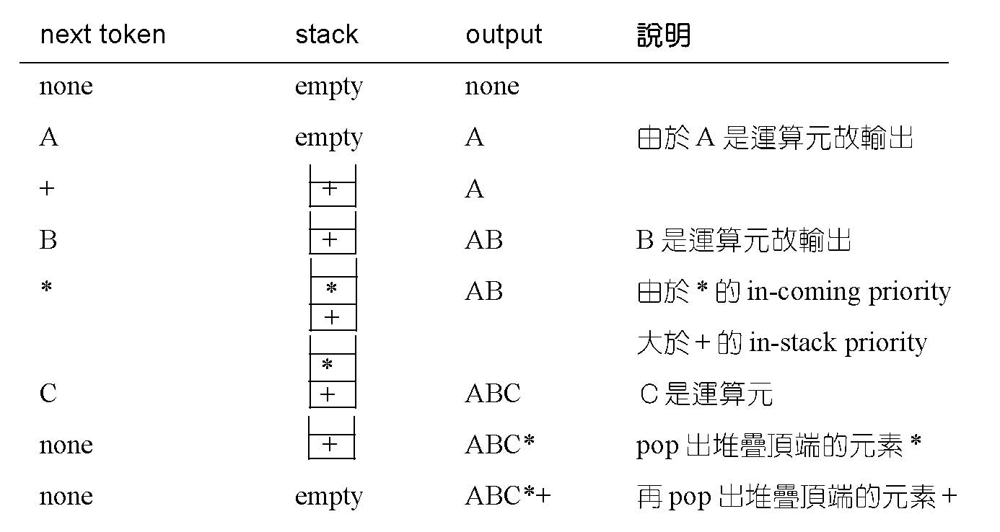 next token stack output 說明
none empty none
A empty A 由於 A 是運算元故輸出
+ + A
B + AB B 是運算元故輸出
* * AB 由於 * 的 in-coming priority
+
大於 + 的 in-stack priority
*
C + ABC C是運算元
none + ABC* pop 出堆疊頂端的元素 *
none empty ABC*+ 再 pop 出堆疊頂端的元素 +